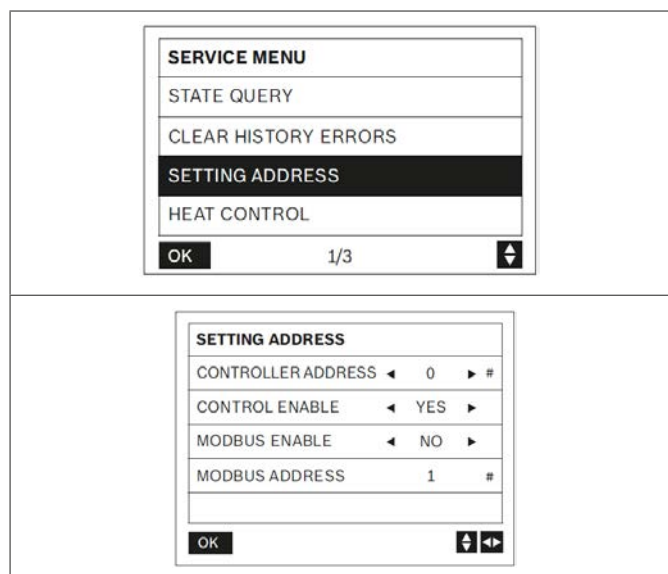 SERVICE MENU
STATE QUERY
CLEAR HISTORY ERRORS
SETTING ADDRESS
HEAT CONTROL
OK 1/3
SETTING ADDRESS
CONTROLLER ADDRESS ◄ 0 ► #
CONTROL ENABLE ◄ YES ►
MODBUS ENABLE ◄ NO ►
MODBUS ADDRESS 1 #
OK